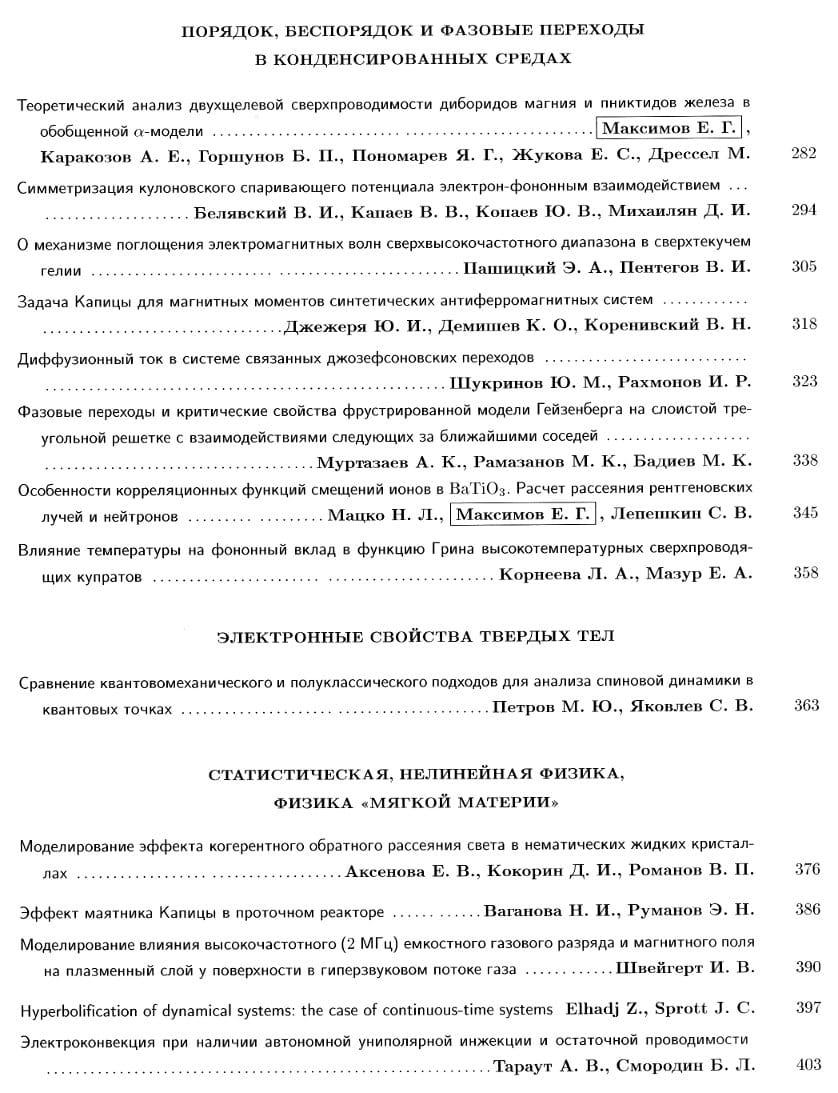 ПОРЯДОК, БЕСПОРЯДОК И ФАЗОВЫЕ ПЕРЕХОДЫ
В КОНДЕНСИРОВАННЫХ СРЕДАХ
Теоретический анализ двухщелевой сверхпроводимости диборидов магния и пниктидов железа в
обобщенной α-модели .................................................... Максимов Е. Г. ,
Каракозов А. Е., Горшунов Б. П., Пономарев Я. Г., Жукова Е. С., Дрессел М. 282
Симметризация кулоновского спаривающего потенциала электрон-фононным взаимодействием ...
.................... Белявский В. И., Капаев В. В., Копаев Ю. В., Михаилян Д. И. 294
О механизме поглощения электромагнитных волн сверхвысокочастотного диапазона в сверхтекучем
гелии .................................................. Пашицкий Э. А., Пентегов В. И. 305
Задача Капицы для магнитных моментов синтетических антиферромагнитных систем ............
................................. Джежеря Ю. И., Демишев К. О., Коренивский В. Н. 318
Диффузионный ток в системе связанных джозефсоновских переходов ............................
........................................................ Шукринов Ю. М., Рахмонов И. Р. 323
Фазовые переходы и критические свойства фрустрированной модели Гейзенберга на слоистой тре-
угольной решетке с взаимодействиями следующих за ближайшими соседей ....................
..................................... Муртазаев А. К., Рамазанов М. К., Бадиев М. К. 338
Особенности корреляционных функций смещений ионов в BaTiO₃. Расчет рассеяния рентгеновских
лучей и нейтронов .................. Мацко Н. Л., Максимов Е. Г. , Лепешкин С. В. 345
Влияние температуры на фононный вклад в функцию Грина высокотемпературных сверхпроводя-
щих купратов .............................................. Корнеева Л. А., Мазур Е. А. 358
ЭЛЕКТРОННЫЕ СВОЙСТВА ТВЕРДЫХ ТЕЛ
Сравнение квантовомеханического и полуклассического подходов для анализа спиновой динамики в
квантовых точках .......................................... Петров М. Ю., Яковлев С. В. 363
СТАТИСТИЧЕСКАЯ, НЕЛИНЕЙНАЯ ФИЗИКА,
ФИЗИКА «МЯГКОЙ МАТЕРИИ»
Моделирование эффекта когерентного обратного рассеяния света в нематических жидких кристал-
лах .................................... Аксенова Е. В., Кокорин Д. И., Романов В. П. 376
Эффект маятника Капицы в проточном реакторе ............ Ваганова Н. И., Руманов Э. Н. 386
Моделирование влияния высокочастотного (2 МГц) емкостного газового разряда и магнитного поля
на плазменный слой у поверхности в гиперзвуковом потоке газа ............ Швейгерт И. В. 390
Hyperbolification of dynamical systems: the case of continuous-time systems Elhadj Z., Sprott J. C. 397
Электроконвекция при наличии автономной униполярной инжекции и остаточной проводимости
............................................................. Тараут А. В., Смородин Б. Л. 403